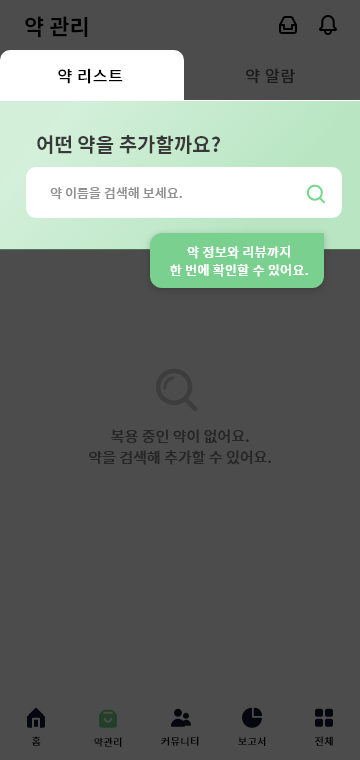 약 관리
약 리스트
약 알람
어떤 약을 추가할까요?
약 이름을 검색해 보세요.
약 정보와 리뷰까지
한 번에 확인할 수 있어요.
복용 중인 약이 없어요.
약을 검색해 추가할 수 있어요.
홈
약관리
커뮤니티
보고서
전체